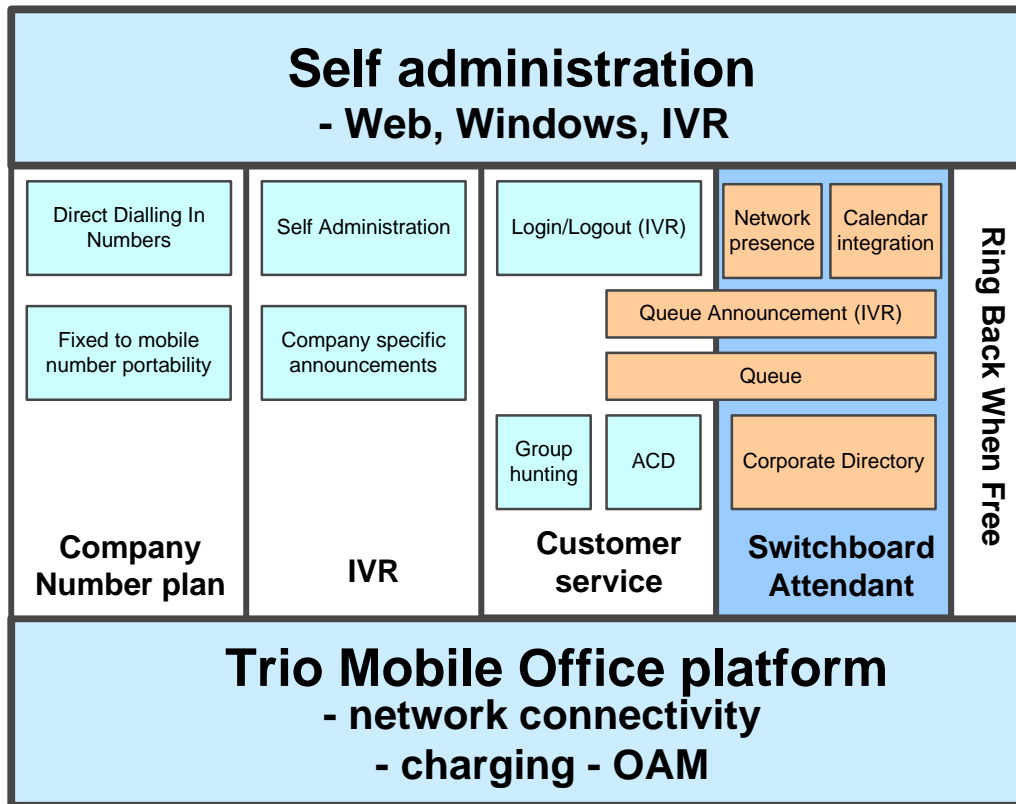 Self administration
- Web, Windows, IVR
Direct Dialling In
Numbers
Fixed to mobile
number portability
Company
Number plan
Self Administration
Company specific
announcements
IVR
Login/Logout (IVR)
Queue Announcement (IVR)
Queue
Group
hunting
ACD
Customer
service
Network
presence
Calendar
integration
Corporate Directory
Switchboard
Attendant
Ring Back When Free
Trio Mobile Office platform
- network connectivity
- charging - OAM